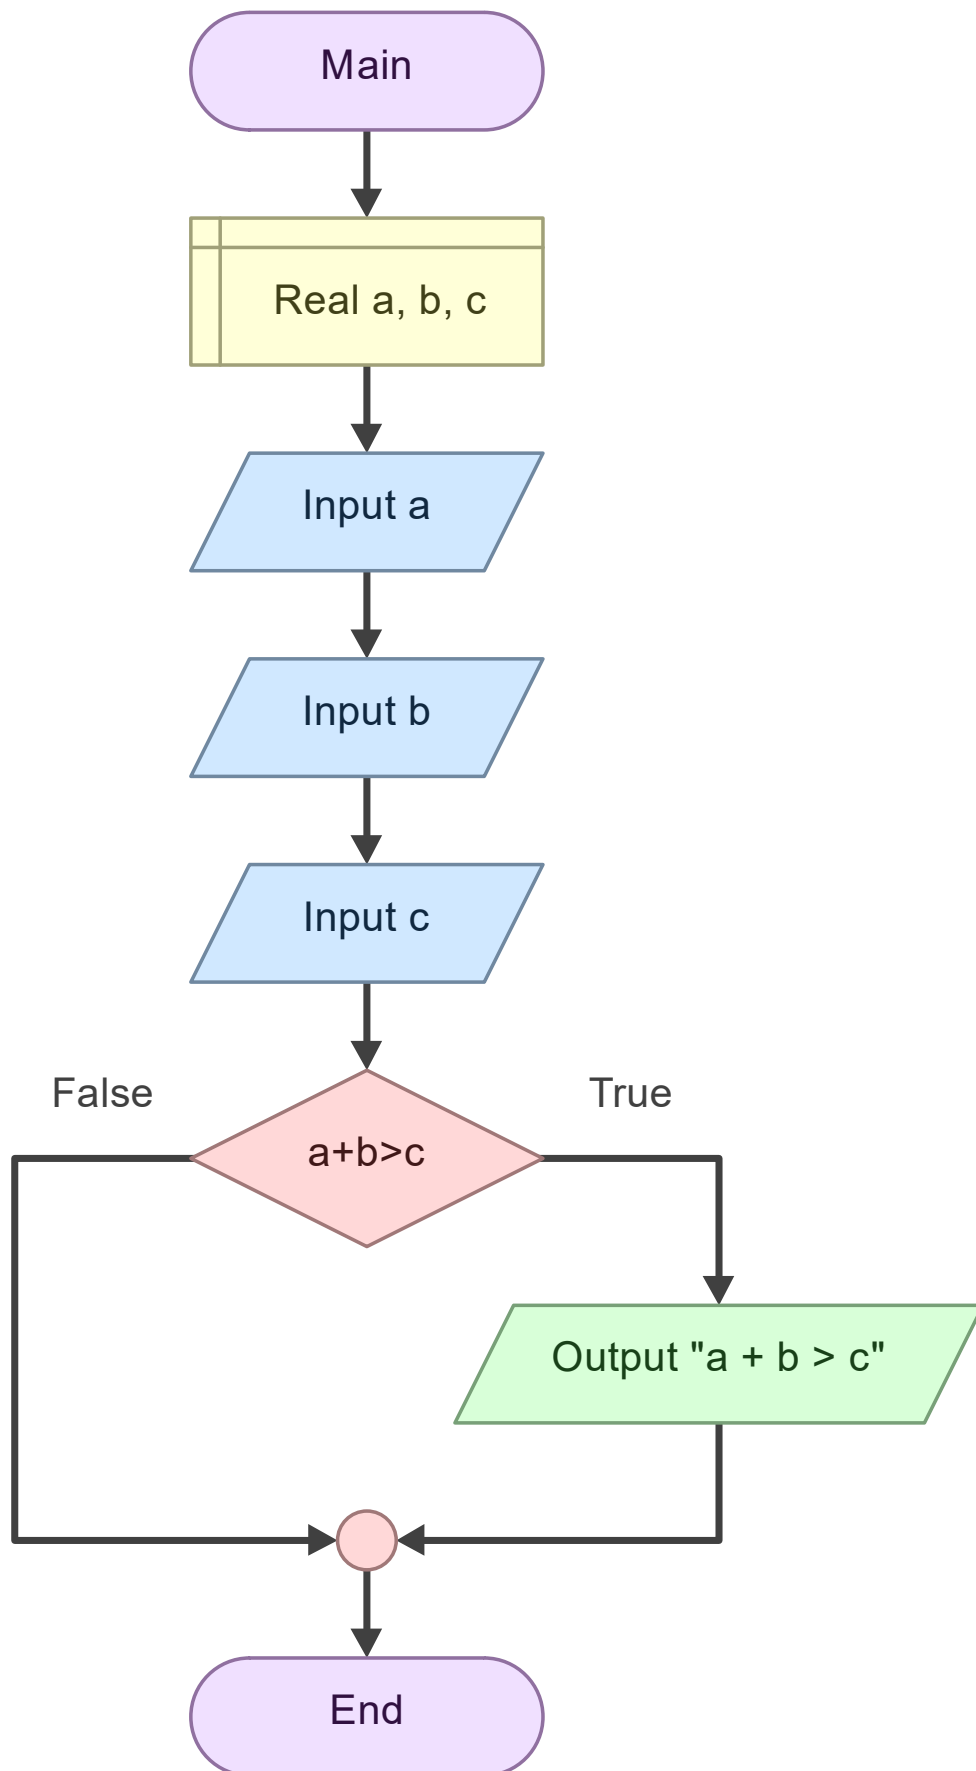 Main
Real a, b, c
Input a
Input b
Input c
False
True
a+b>c
Output "a + b > c"
End